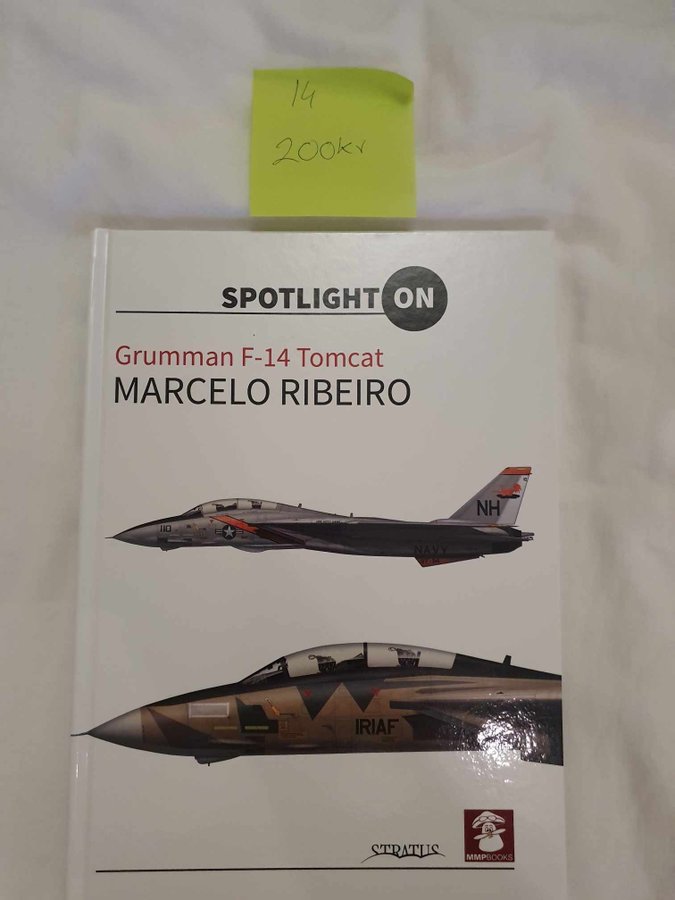 14
200kr
SPOTLIGHT ON
Grumman F-14 Tomcat
MARCELO RIBEIRO
NH
110
NAVY
IRIAF
STRATUS
MMPBOOKS